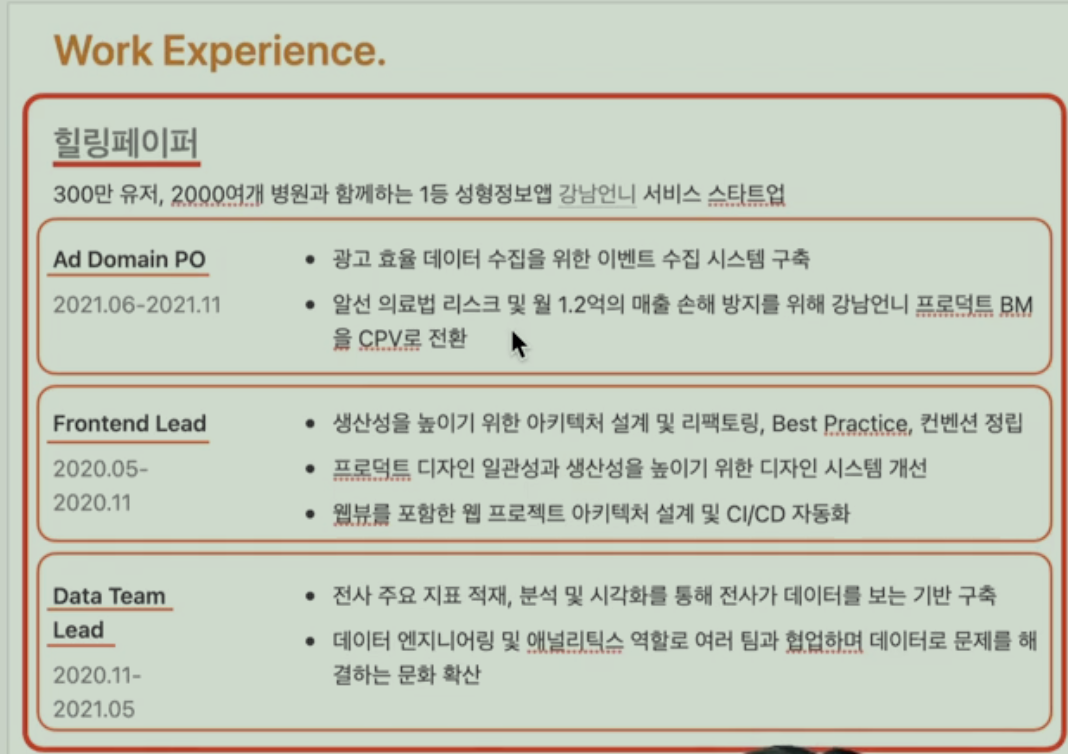 Work Experience.
힐링페이퍼
300만 유저, 2000여개 병원과 함께하는 1등 성형정보앱 강남언니 서비스 스타트업
Ad Domain PO
2021.06-2021.11
• 광고 효율 데이터 수집을 위한 이벤트 수집 시스템 구축
• 알선 의료법 리스크 및 월 1.2억의 매출 손해 방지를 위해 강남언니 프로덕트 BM
을 CPV로 전환
Frontend Lead
2020.05-
2020.11
• 생산성을 높이기 위한 아키텍처 설계 및 리팩토링, Best Practice, 컨벤션 정립
• 프로덕트 디자인 일관성과 생산성을 높이기 위한 디자인 시스템 개선
• 웹뷰를 포함한 웹 프로젝트 아키텍처 설계 및 CI/CD 자동화
Data Team
Lead
2020.11-
2021.05
• 전사 주요 지표 적재, 분석 및 시각화를 통해 전사가 데이터를 보는 기반 구축
• 데이터 엔지니어링 및 애널리틱스 역할로 여러 팀과 협업하며 데이터로 문제를 해
결하는 문화 확산